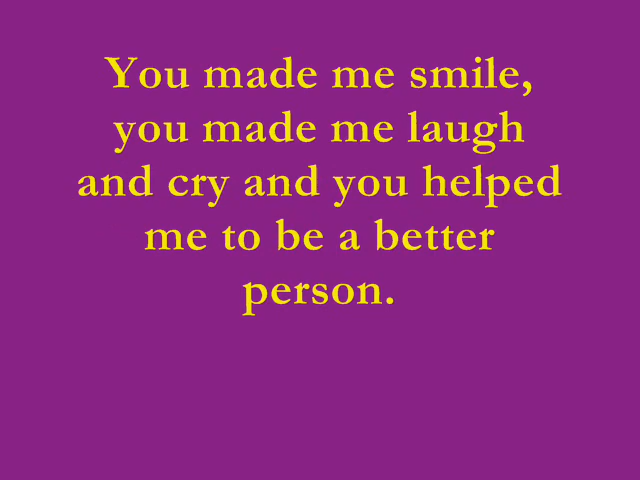 You made me smile,
you made me laugh
and cry and you helped
me to be a better
person.